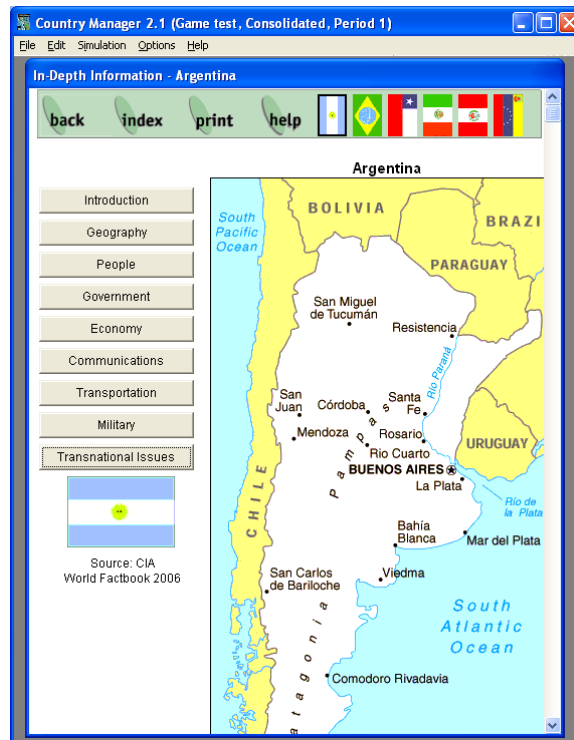 Country Manager 2.1 (Game test, Consolidated, Period 1)
File Edit Simulation Options Help
In-Depth Information - Argentina
back index print help
Argentina
Introduction
Geography
People
Government
Economy
Communications
Transportation
Military
Transnational Issues
Source: CIA
World Factbook 2006
South
Pacific
Ocean
BOLIVIA
BRAZI
PARAGUAY
San Miguel
de Tucumán
Resistencia
Río Paraná
San
Juan
Córdoba
Santa
Fe
Mendoza
Rosario
Rio Cuarto
URUGUAY
Pampas
BUENOS AIRES
La Plata
Río de
la Plata
CHILE
Bahía
Blanca
Mar del Plata
San Carlos
de Bariloche
Viedma
South
Atlantic
Ocean
Comodoro Rivadavia
atagonia